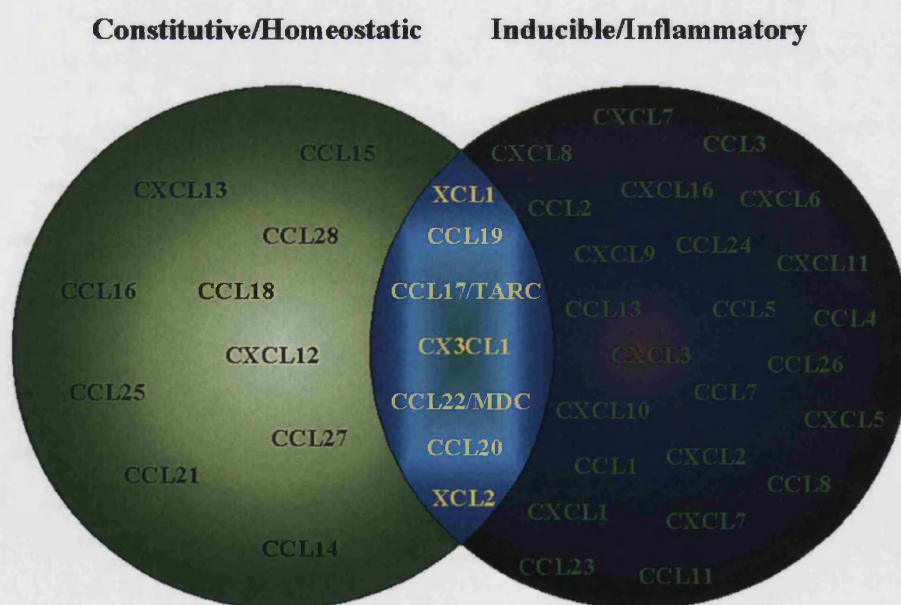 Constitutive/Homeostatic
Inducible/Inflammatory
CCL15
CXCL13
CCL28
CCL16
CCL18
CXCL12
CCL25
CCL27
CCL21
CCL14
XCL1
CCL19
CCL17/TARC
CX3CL1
CCL22/MDC
CCL20
XCL2
CXCL7
CXCL8
CCL3
CCL2
CXCL16
CXCL6
CXCL9
CCL24
CXCL11
CCL13
CCL5
CCL4
CXCL3
CCL26
CCL7
CXCL10
CXCL5
CCL1
CXCL2
CCL8
CXCL1
CXCL7
CCL23
CCL11